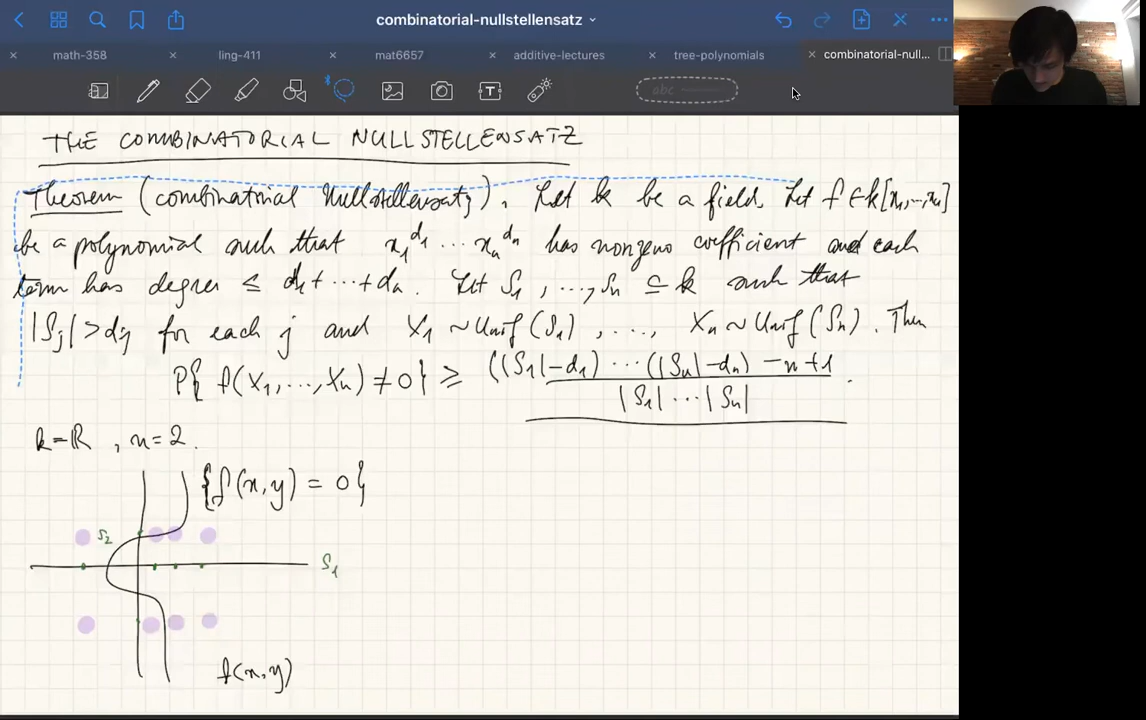 combinatorial-nullstellensatz
math-358
ling-411
mat6657
additive-lectures
tree-polynomials
combinatorial-null...
abc
THE COMBINATORIAL NULLSTELLENSATZ
Theorem (combinatorial Nullstellensatz). Let k be a field. Let f ∈ k[x₁,...,xₙ]
be a polynomial such that x₁^d₁ ... xₙ^dₙ has nonzero coefficient and each
term has degree ≤ d₁ + ... + dₙ. Let S₁, ..., Sₙ ⊆ k such that
|Sⱼ| > dⱼ for each j and X₁ ~ Unif(S₁), ..., Xₙ ~ Unif(Sₙ). Then
P{ f(X₁,...,Xₙ) ≠ 0 } ≥ ((|S₁|-d₁) ... (|Sₙ|-dₙ) -n+1) / (|S₁| ... |Sₙ|).
k=ℝ, n=2.
{f(x,y) = 0}
S₂
S₁
f(x,y)